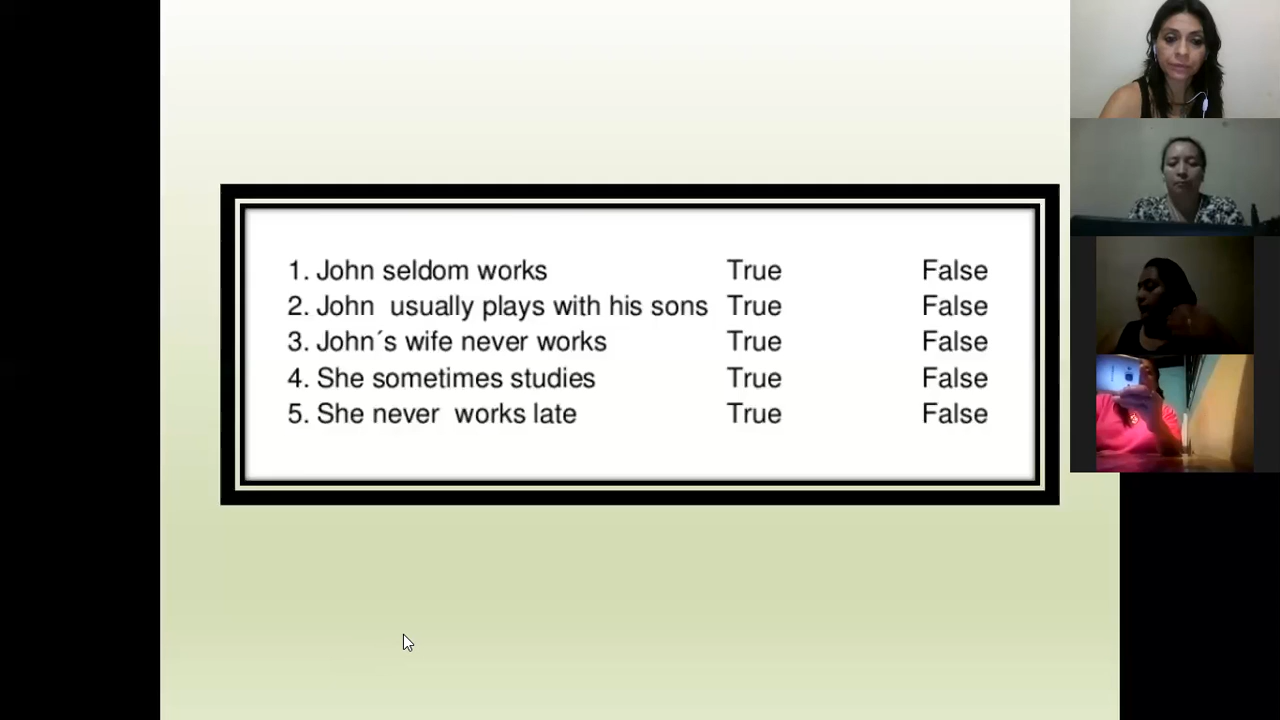 1. John seldom works True False
2. John  usually plays with his sons True False
3. John´s wife never works True False
4. She sometimes studies True False
5. She never  works late True False